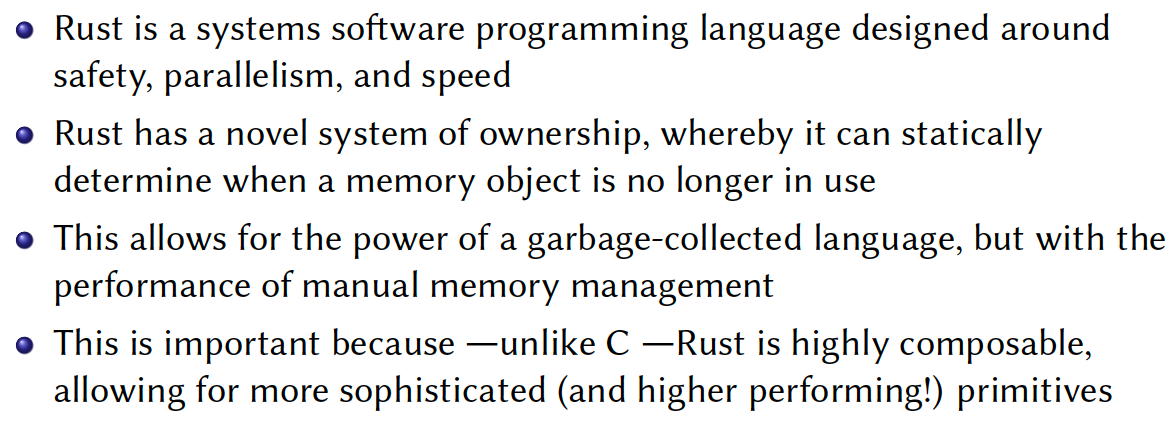 Rust is a systems software programming language designed around
safety, parallelism, and speed
Rust has a novel system of ownership, whereby it can statically
determine when a memory object is no longer in use
This allows for the power of a garbage-collected language, but with the
performance of manual memory management
This is important because —unlike C —Rust is highly composable,
allowing for more sophisticated (and higher performing!) primitives